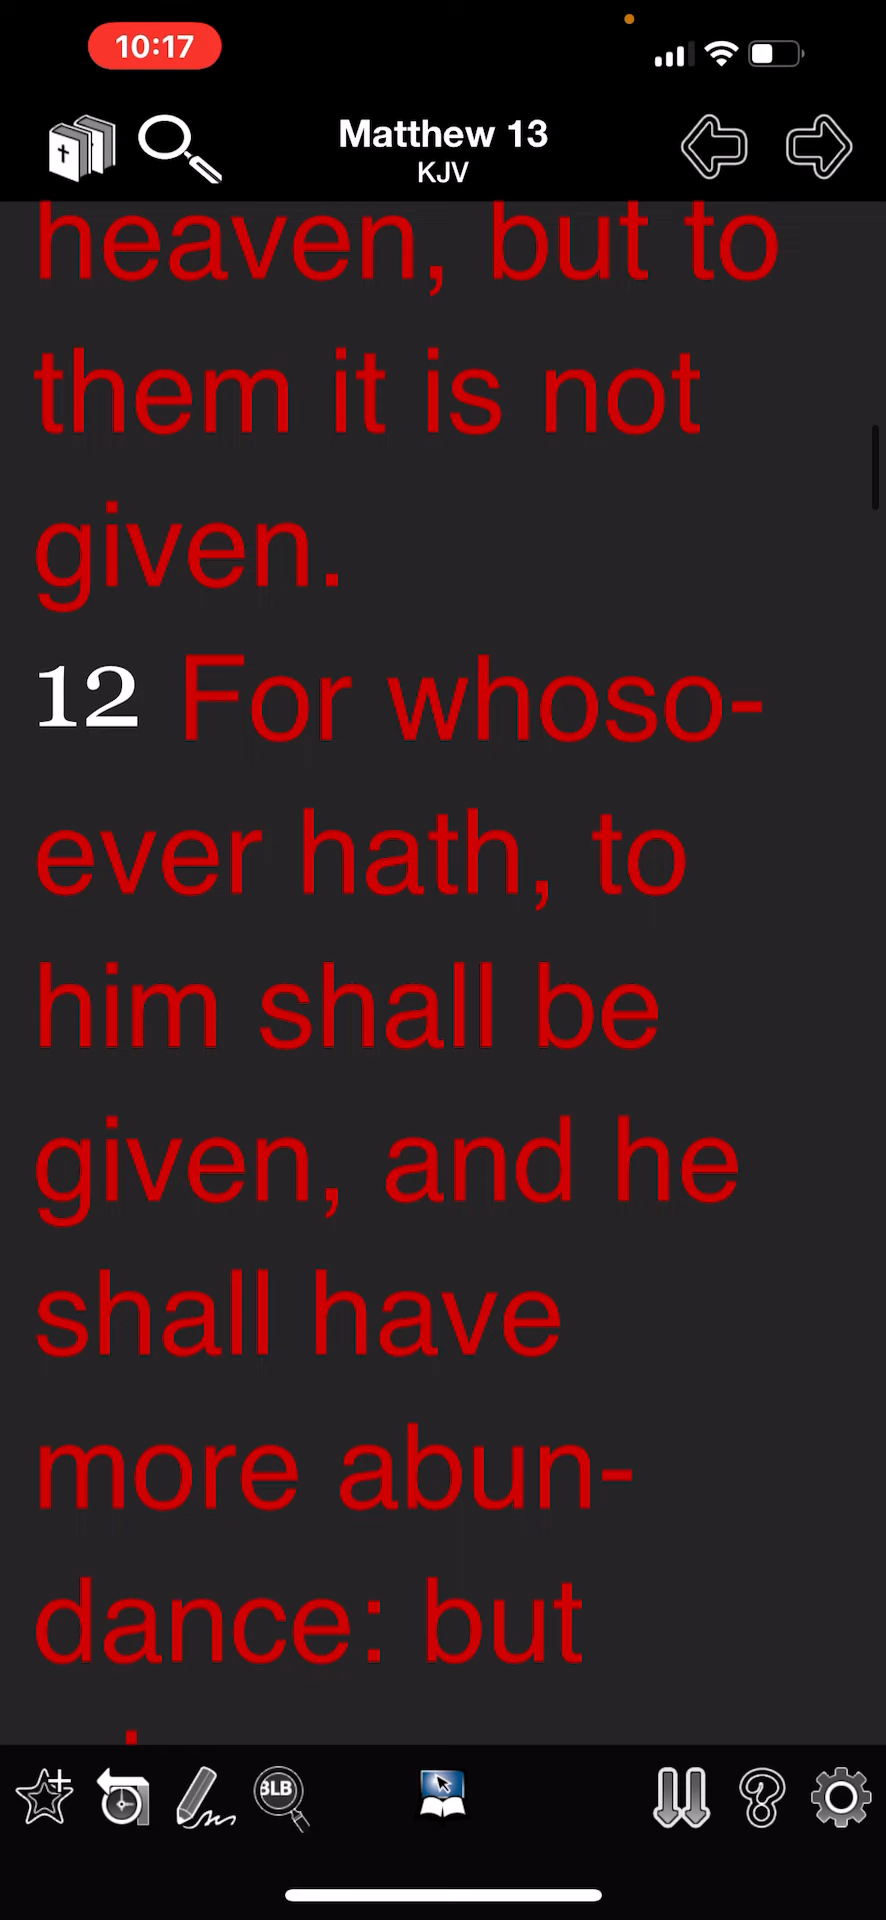 10:17
Matthew 13
KJV
heaven, but to
them it is not
given.
12 For whoso-
ever hath, to
him shall be
given, and he
shall have
more abun-
dance: but
BLB